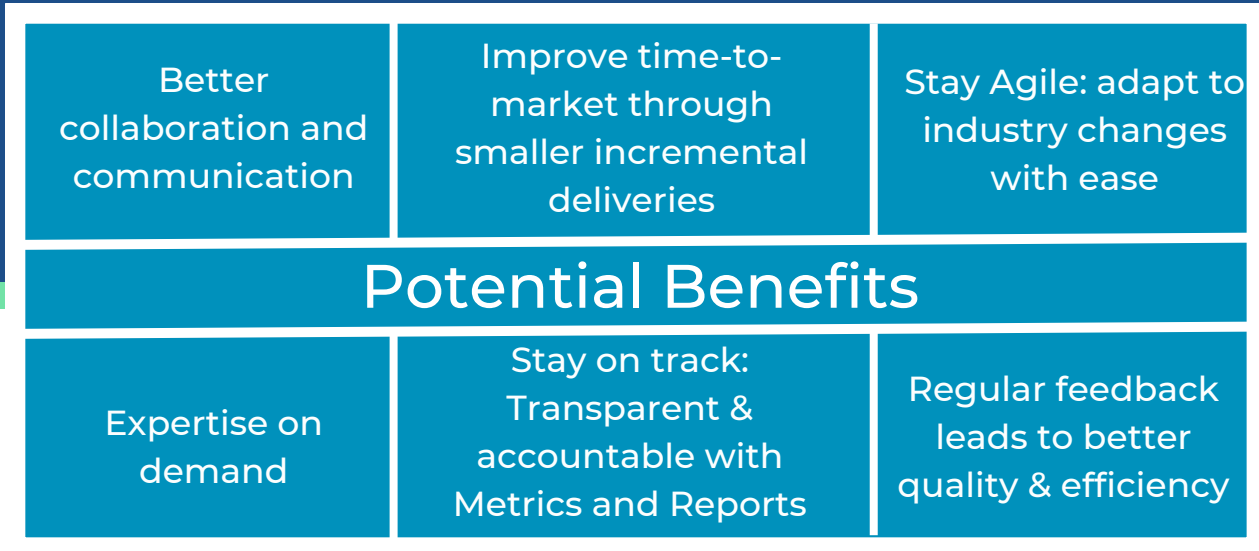 Better
collaboration and
communication
Improve time-to-
market through
smaller incremental
deliveries
Stay Agile: adapt to
industry changes
with ease
Potential Benefits
Expertise on
demand
Stay on track:
Transparent &
accountable with
Metrics and Reports
Regular feedback
leads to better
quality & efficiency